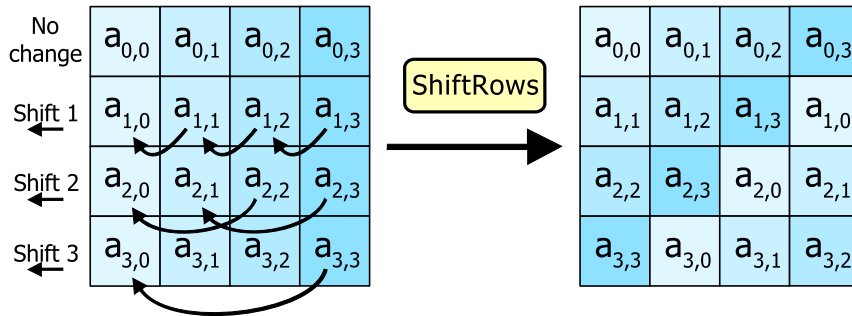 No change a0,0 a0,1 a0,2 a0,3
Shift 1 a1,0 a1,1 a1,2 a1,3
Shift 2 a2,0 a2,1 a2,2 a2,3
Shift 3 a3,0 a3,1 a3,2 a3,3
ShiftRows
a0,0 a0,1 a0,2 a0,3
a1,1 a1,2 a1,3 a1,0
a2,2 a2,3 a2,0 a2,1
a3,3 a3,0 a3,1 a3,2